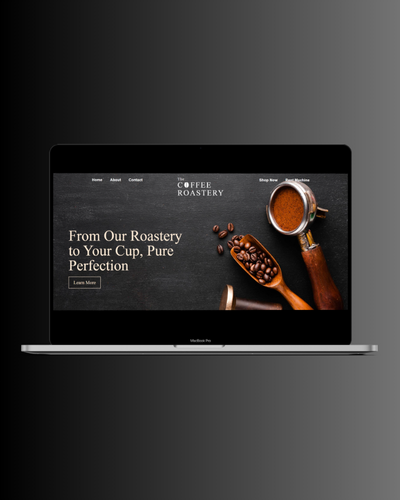 Home About Contact
The
COFFEE
ROASTERY
Shop Now Rent Machine
From Our Roastery
to Your Cup, Pure
Perfection
Learn More
MacBook Pro